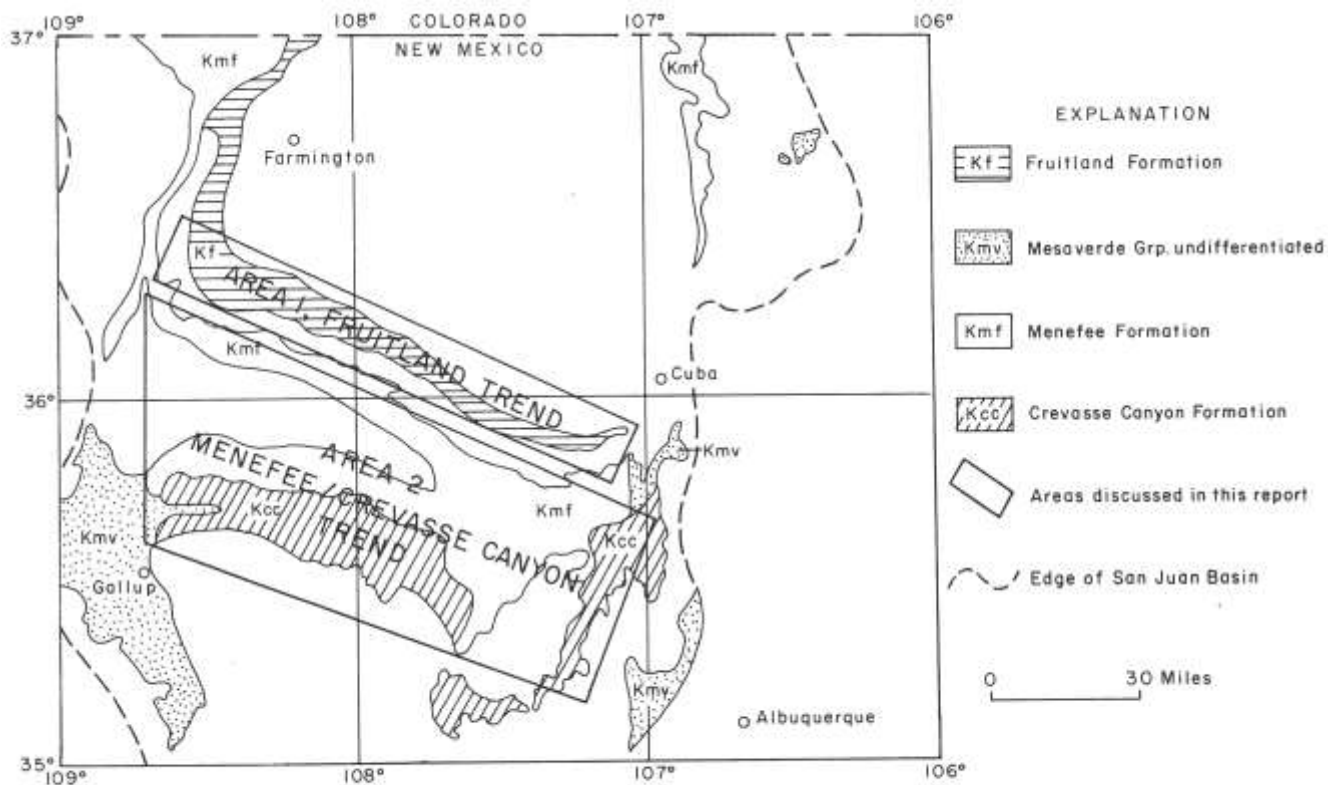 109°
108°
COLORADO
107°
106°
37°
NEW MEXICO
Kmf
Kmf
Farmington
Kf
AREA 1, FRUITLAND TREND
Kmf
Cuba
36°
Kmv
AREA 2
MENEFEE/CREVASSE CANYON
TREND
Kcc
Kmf
Kcc
Kmv
Gallup
Kmv
Albuquerque
35°
109°
108°
107°
106°
EXPLANATION
Kf Fruitland Formation
Kmv Mesaverde Grp. undifferentiated
Kmf Menefee Formation
Kcc Crevasse Canyon Formation
Areas discussed in this report
Edge of San Juan Basin
0 30 Miles